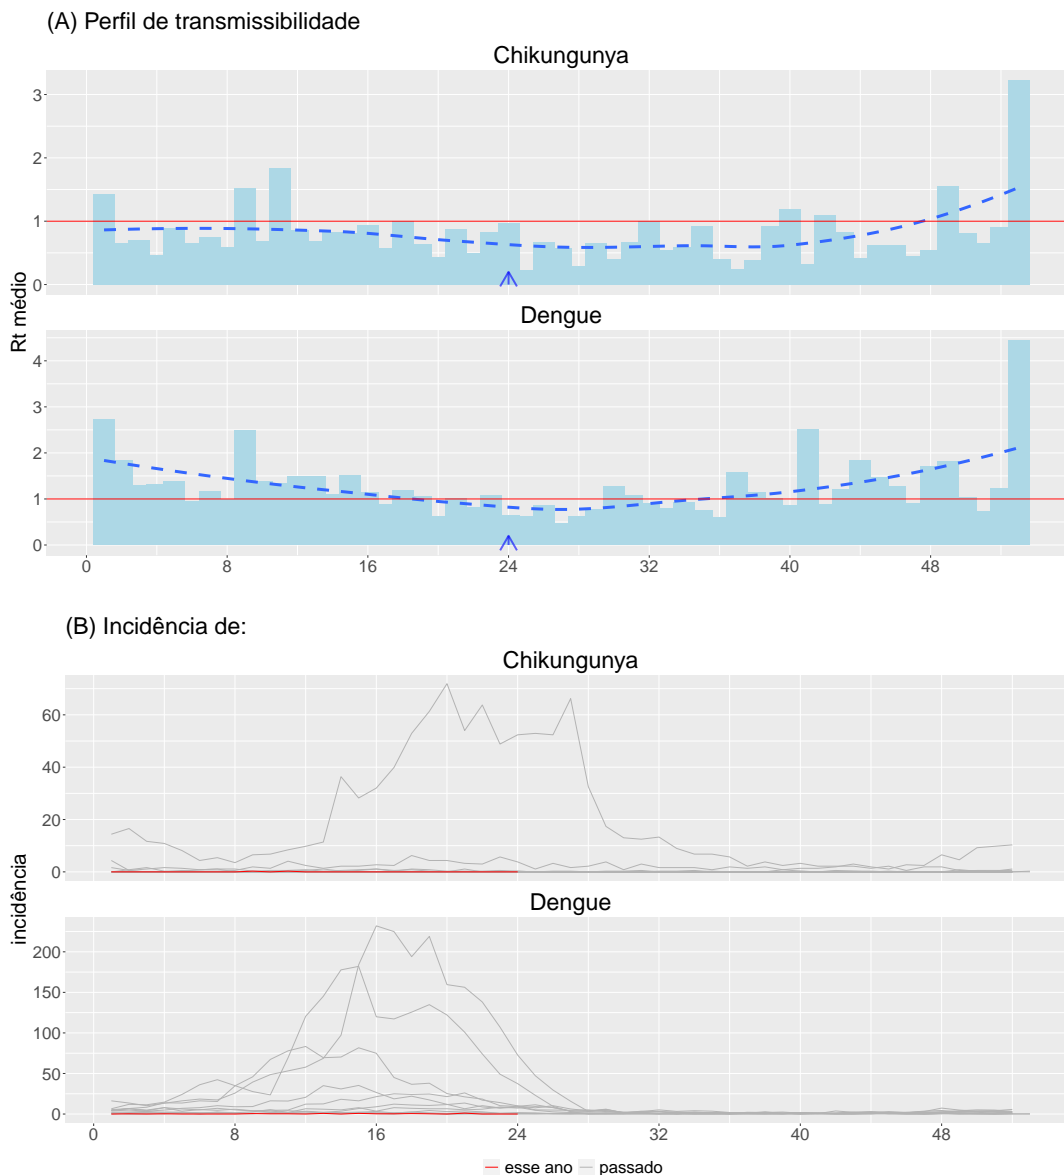 (A) Perfil de transmissibilidade
Chikungunya
3
2
1
0
Rt médio
Dengue
4
3
2
1
0
0 8 16 24 32 40 48
(B) Incidência de:
Chikungunya
60
40
20
0
incidência
Dengue
200
150
100
50
0
0 8 16 24 32 40 48
esse ano passado